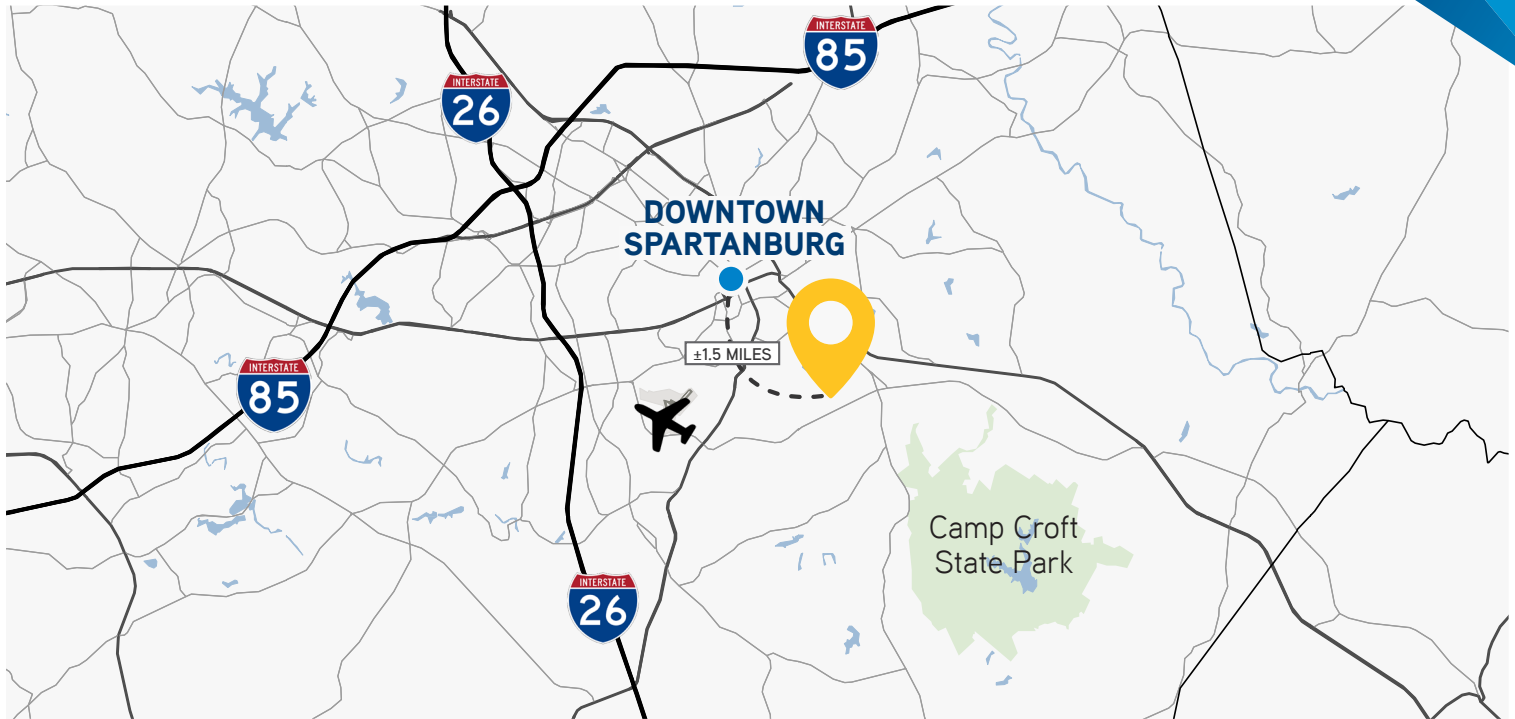 INTERSTATE
85
INTERSTATE
26
DOWNTOWN
SPARTANBURG
±1.5 MILES
INTERSTATE
85
Camp Croft
State Park
INTERSTATE
26